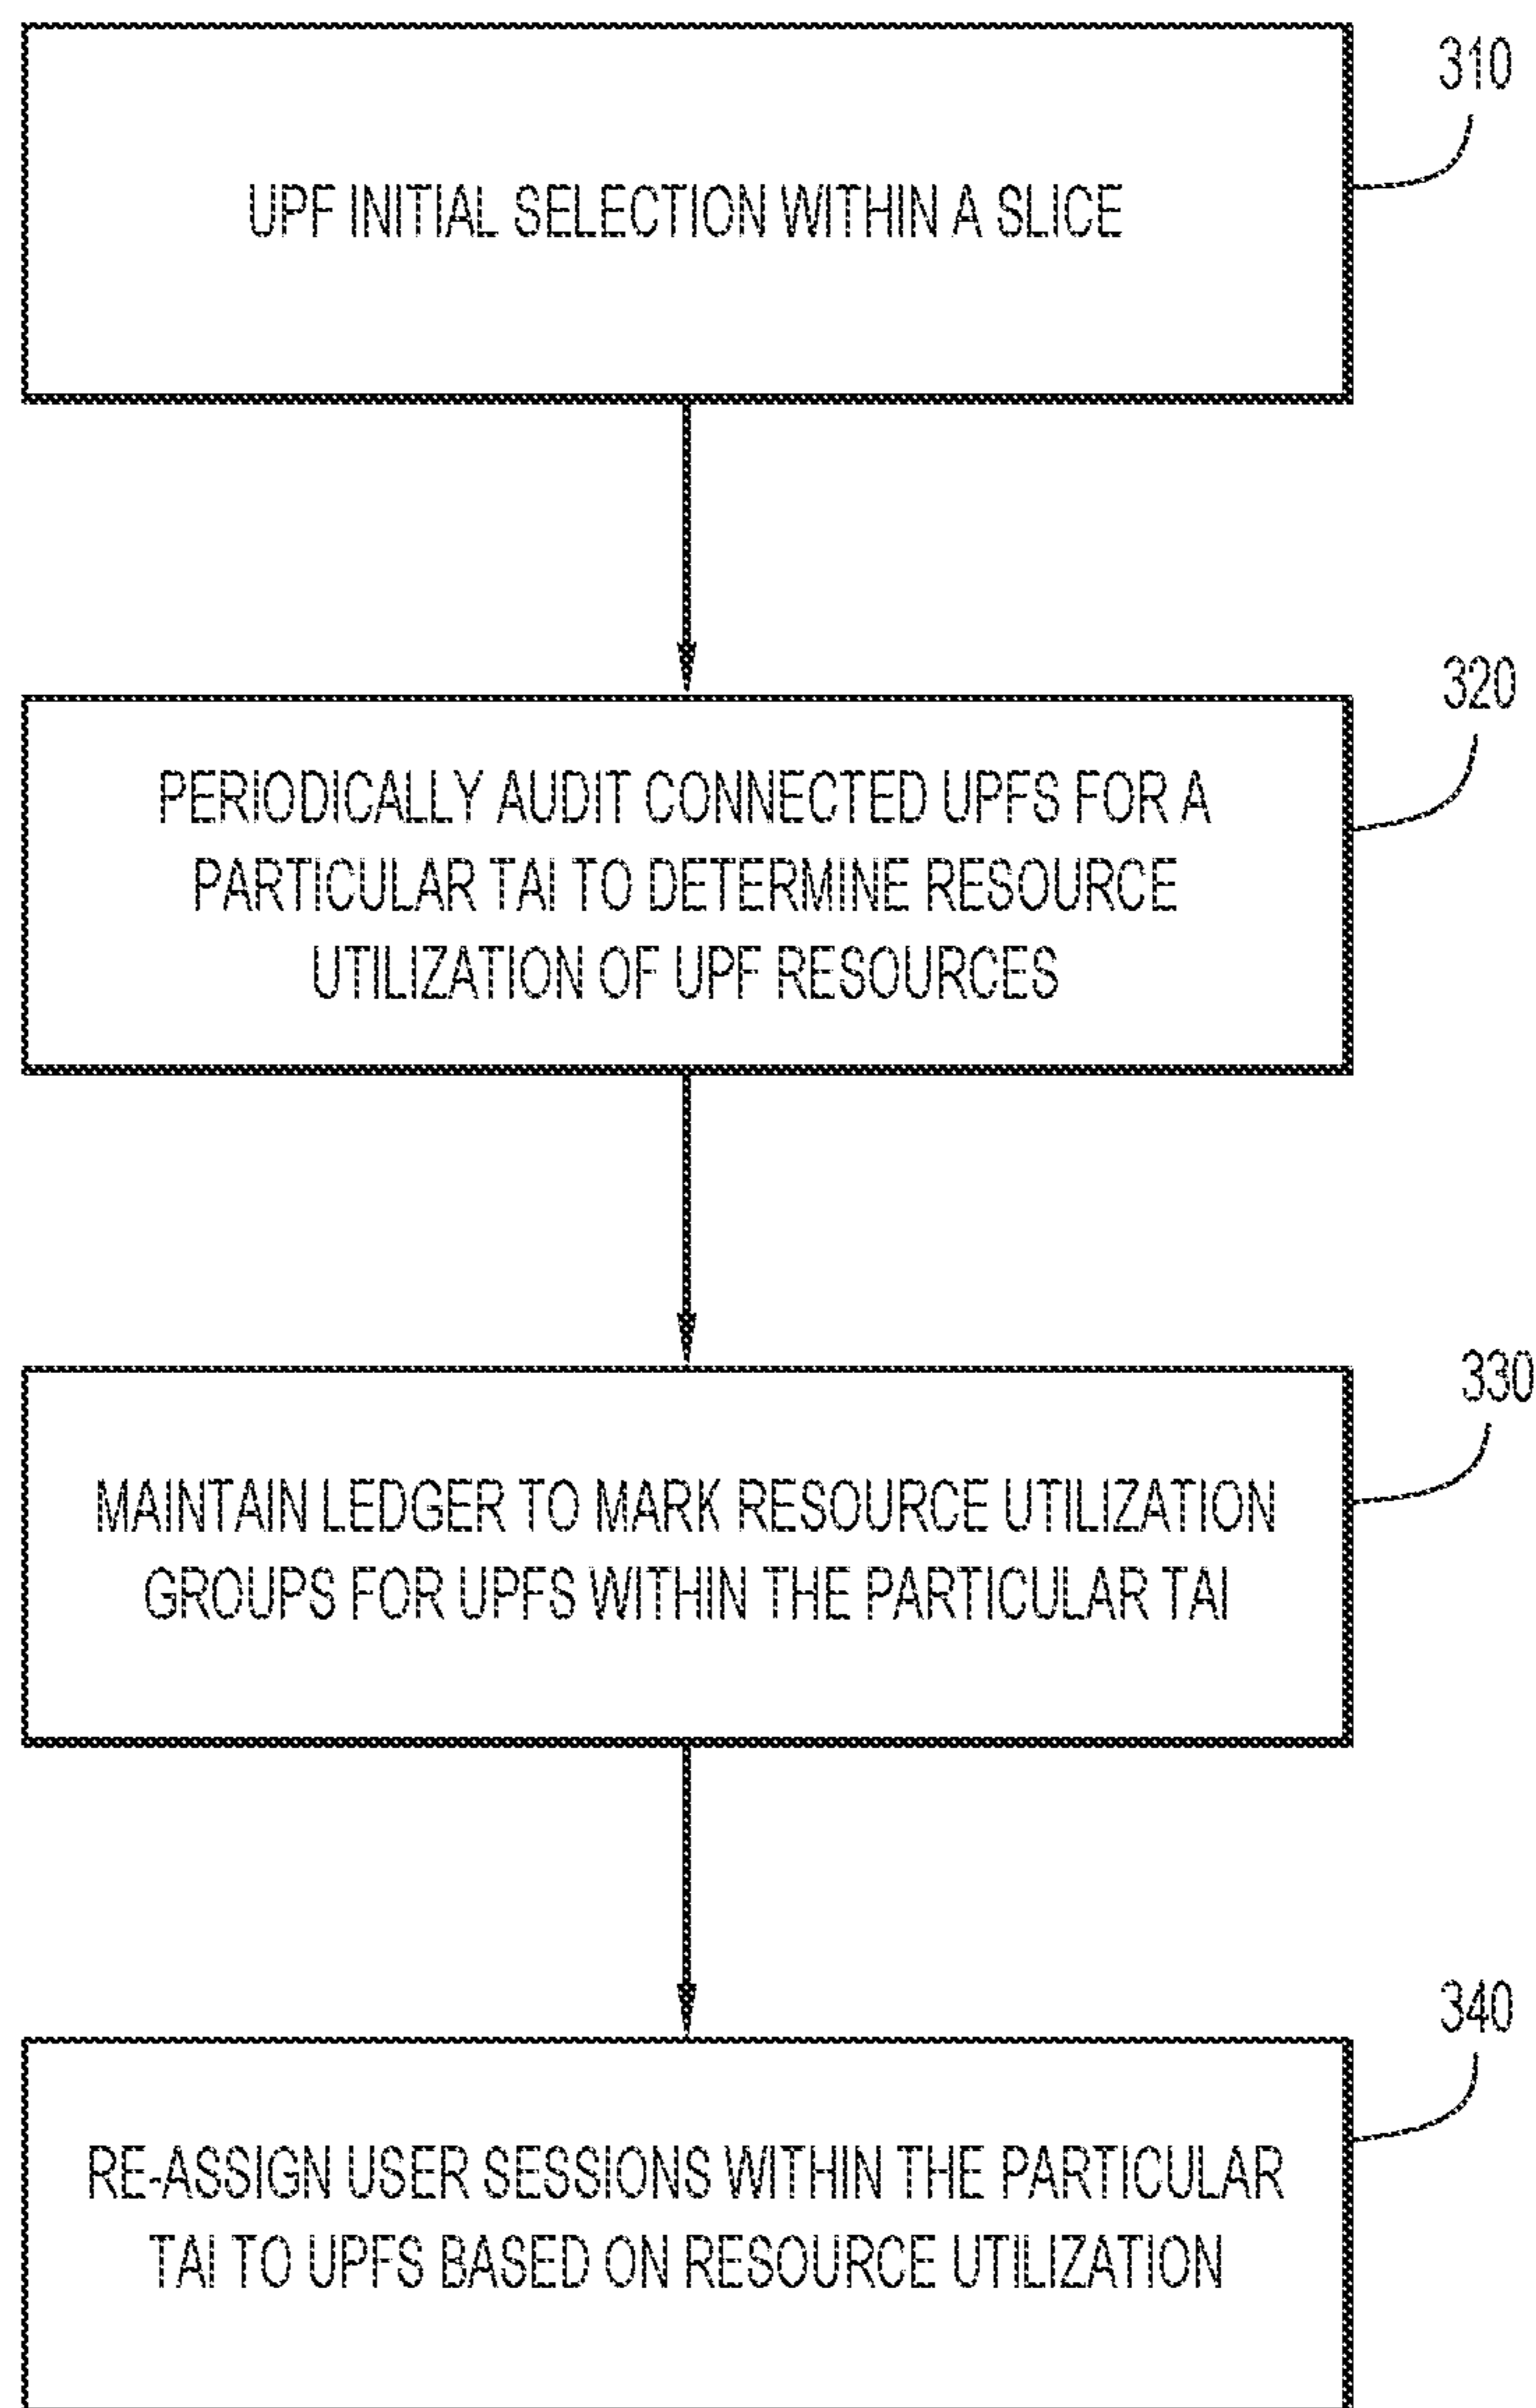 310
UPF INITIAL SELECTION WITHIN A SLICE
320
PERIODICALLY AUDIT CONNECTED UPFS FOR A
PARTICULAR TAI TO DETERMINE RESOURCE
UTILIZATION OF UPF RESOURCES
330
MAINTAIN LEDGER TO MARK RESOURCE UTILIZATION
GROUPS FOR UPFS WITHIN THE PARTICULAR TAI
340
RE-ASSIGN USER SESSIONS WITHIN THE PARTICULAR
TAI TO UPFS BASED ON RESOURCE UTILIZATION